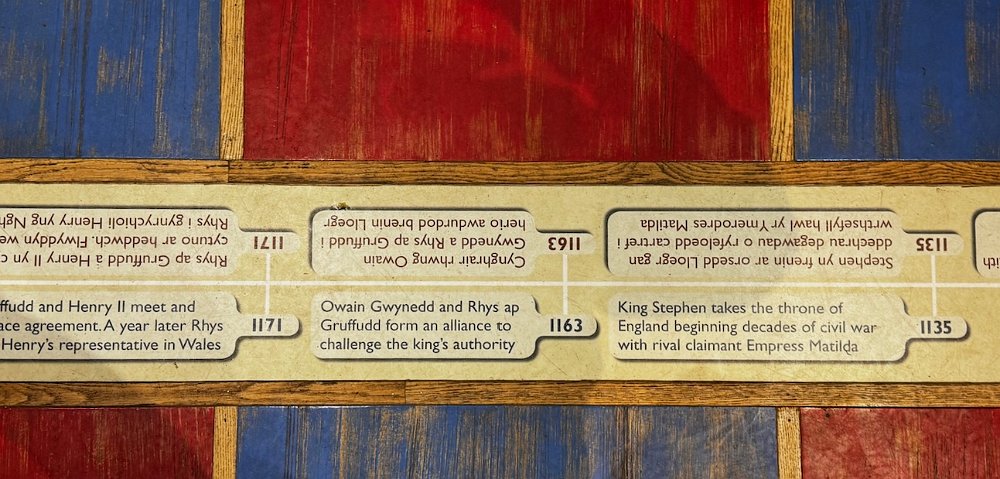 ffudd and Henry II meet and
ace agreement. A year later Rhys
Henry's representative in Wales
1171
Owain Gwynedd and Rhys ap
Gruffudd form an alliance to
challenge the king's authority
1163
King Stephen takes the throne of
England beginning decades of civil war
with rival claimant Empress Matilda
1135
1135
Stephen yn frenin ar orsedd Lloegr gan
ddechrau degawdau o ryfeloedd cartref i
wrthsefyll hawl yr Ymerodres Matilda
1163
Cynghrair rhwng Owain
Gwynedd a Rhys ap Gruffudd i
herio awdurdod brenin Lloegr
1171
Rhys ap Gruffudd â Henry II yn
cytuno ar heddwch. Flwyddyn
Rhys i gynrychioli Henry yng